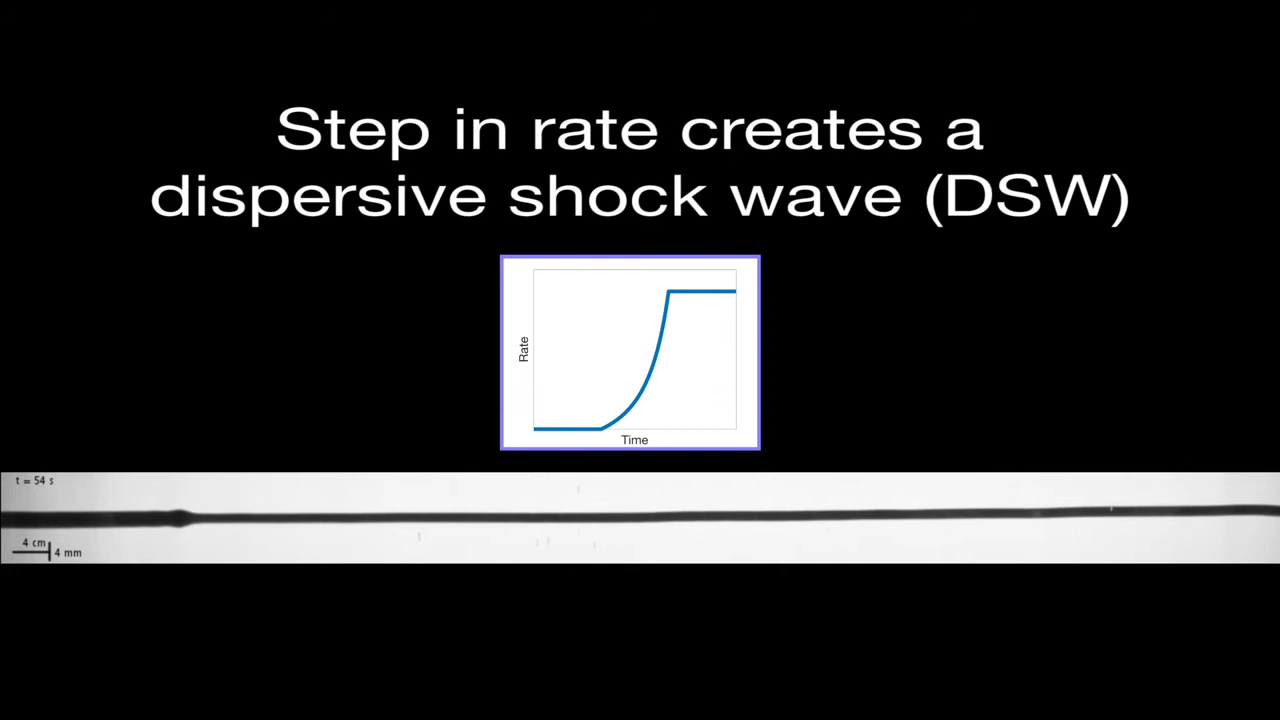 Step in rate creates a
dispersive shock wave (DSW)
Rate
Time
t = 54 s
4 cm
4 mm